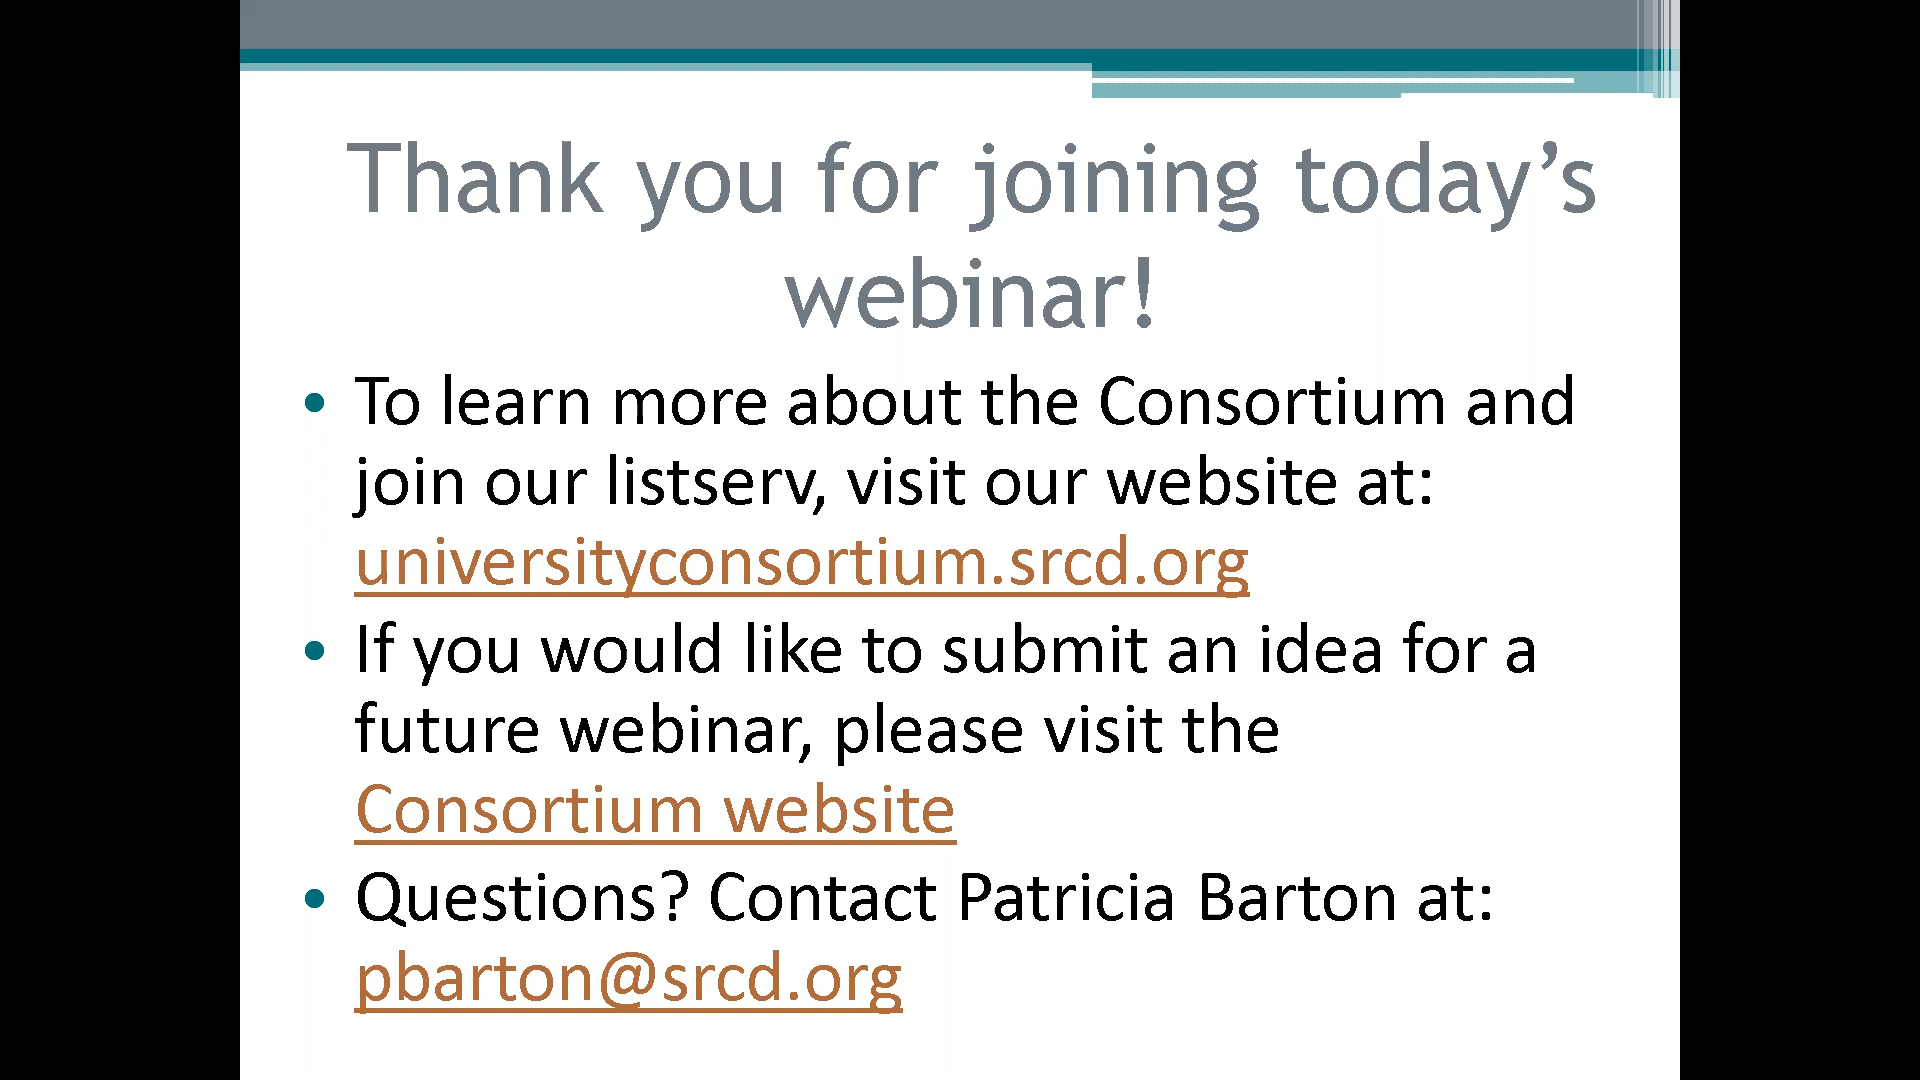 Thank you for joining today’s
webinar!
• To learn more about the Consortium and
join our listserv, visit our website at:
universityconsortium.srcd.org
• If you would like to submit an idea for a
future webinar, please visit the
Consortium website
• Questions? Contact Patricia Barton at:
pbarton@srcd.org